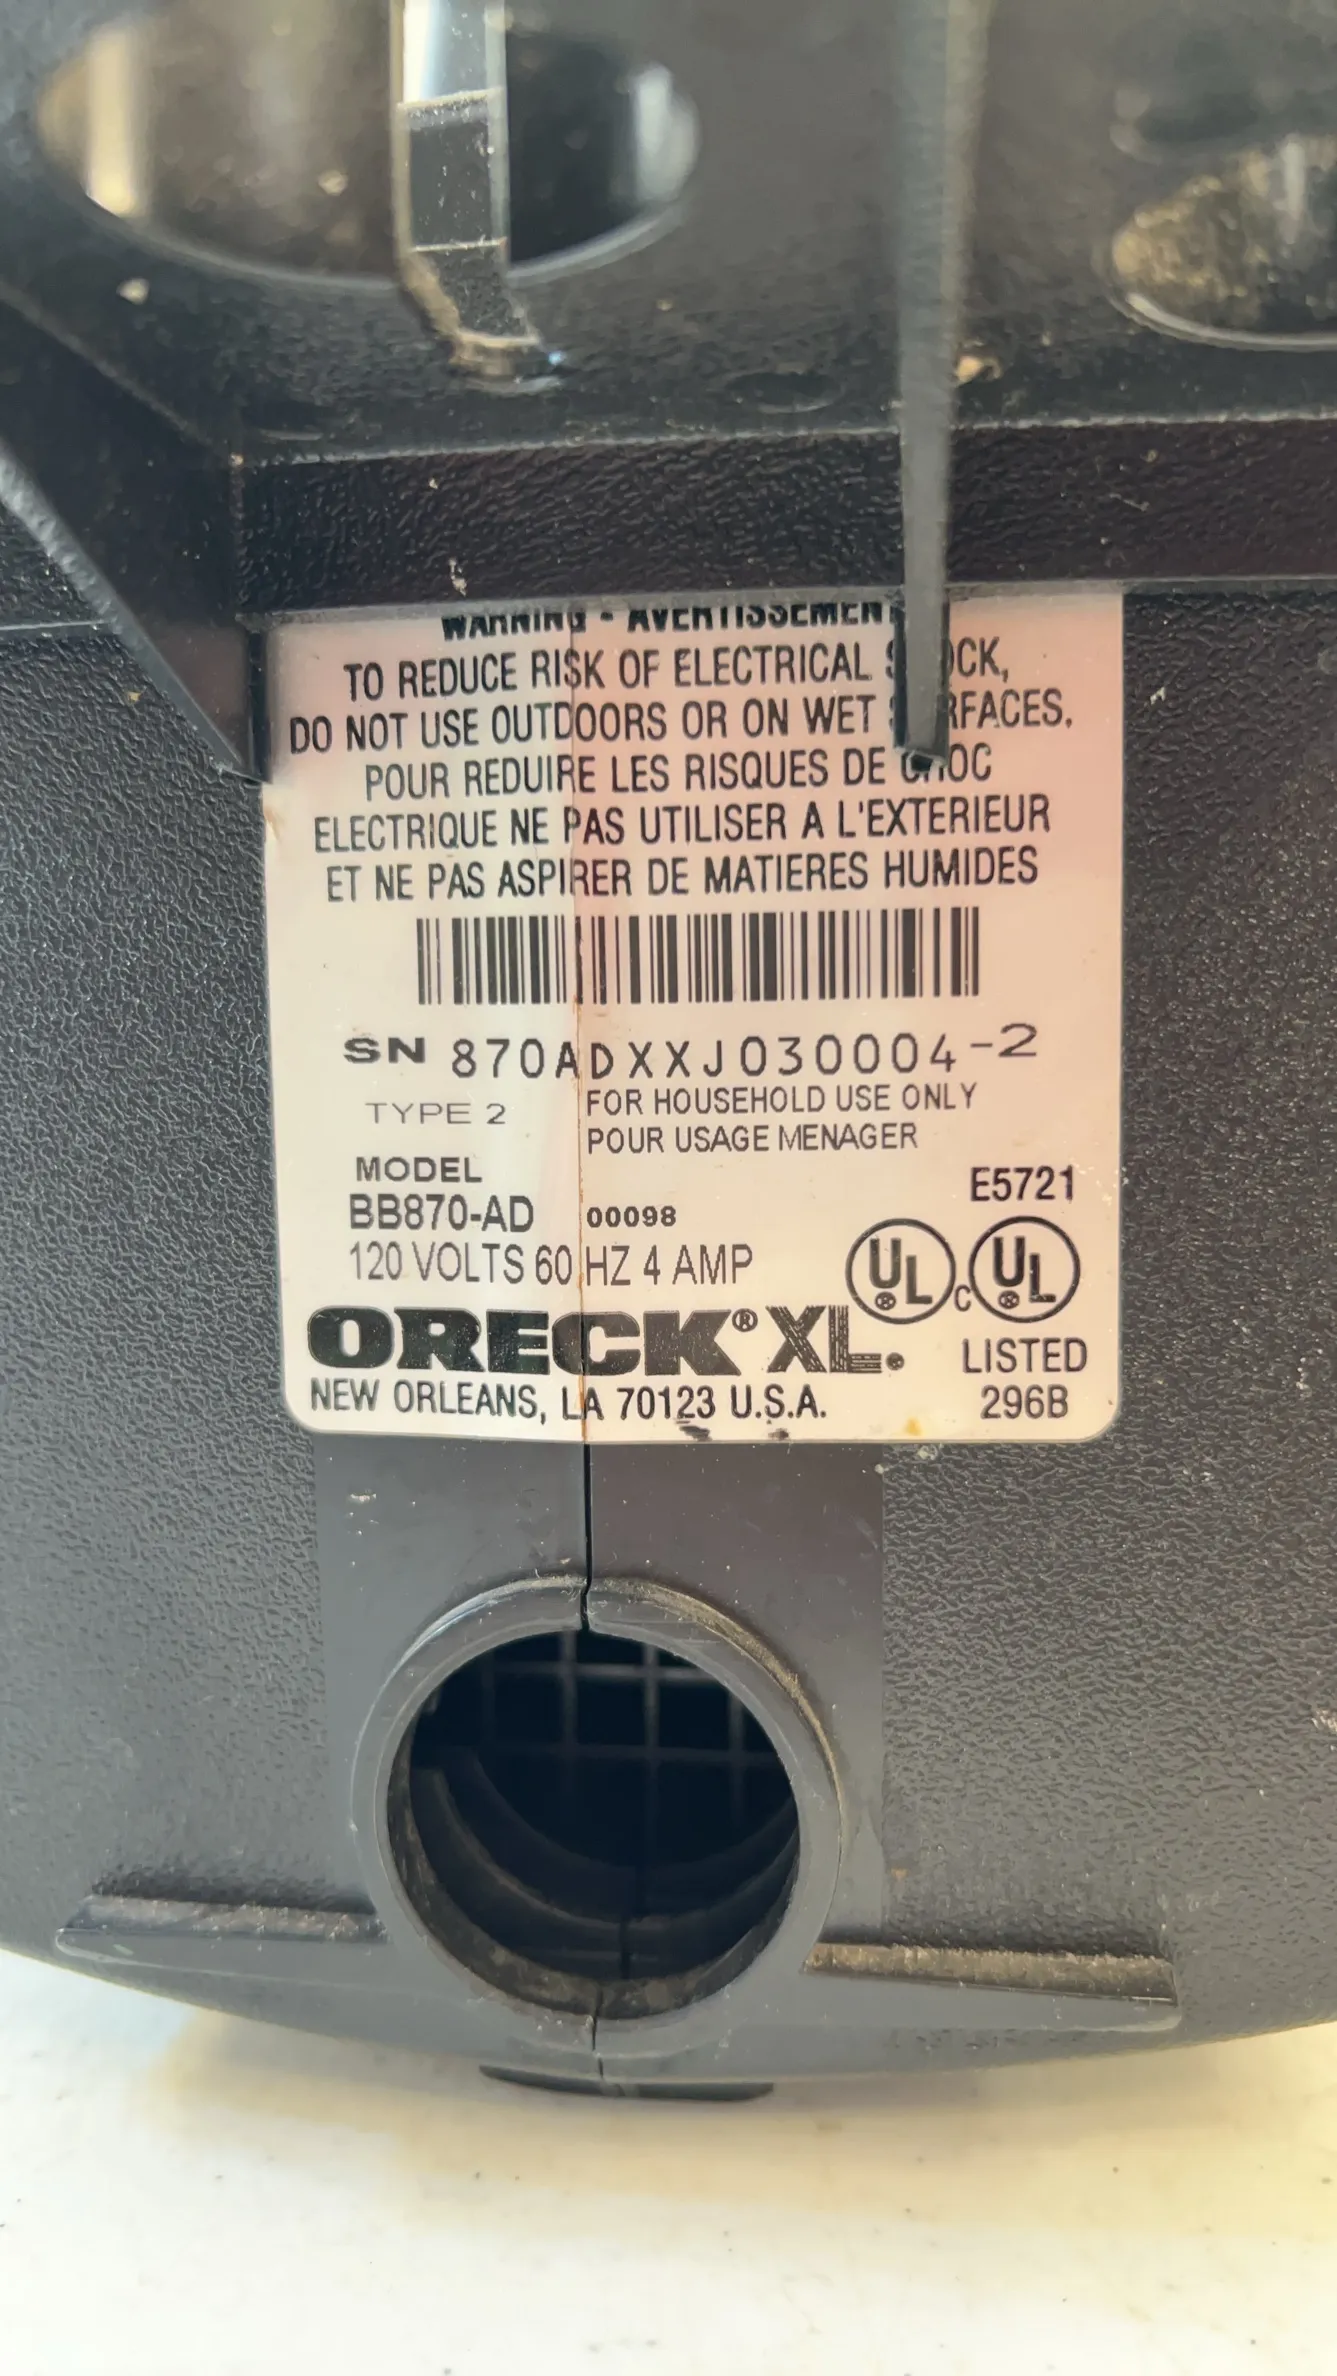 WARNING - AVERTISSEMEN
TO REDUCE RISK OF ELECTRICAL S OCK,
DO NOT USE OUTDOORS OR ON WET RFACES.
POUR REDUIRE LES RISQUES DE CHOC
ELECTRIQUE NE PAS UTILISER A L'EXTERIEUR
ET NE PAS ASPIRER DE MATIERES HUMIDES
SN 870ADXXJ030004-2
TYPE 2
FOR HOUSEHOLD USE ONLY
POUR USAGE MENAGER
MODEL
BB870-AD 00098
120 VOLTS 60 HZ 4 AMP
E5721
UL C UL
ORECK® XL.
LISTED
NEW ORLEANS, LA 70123 U.S.A.
296B